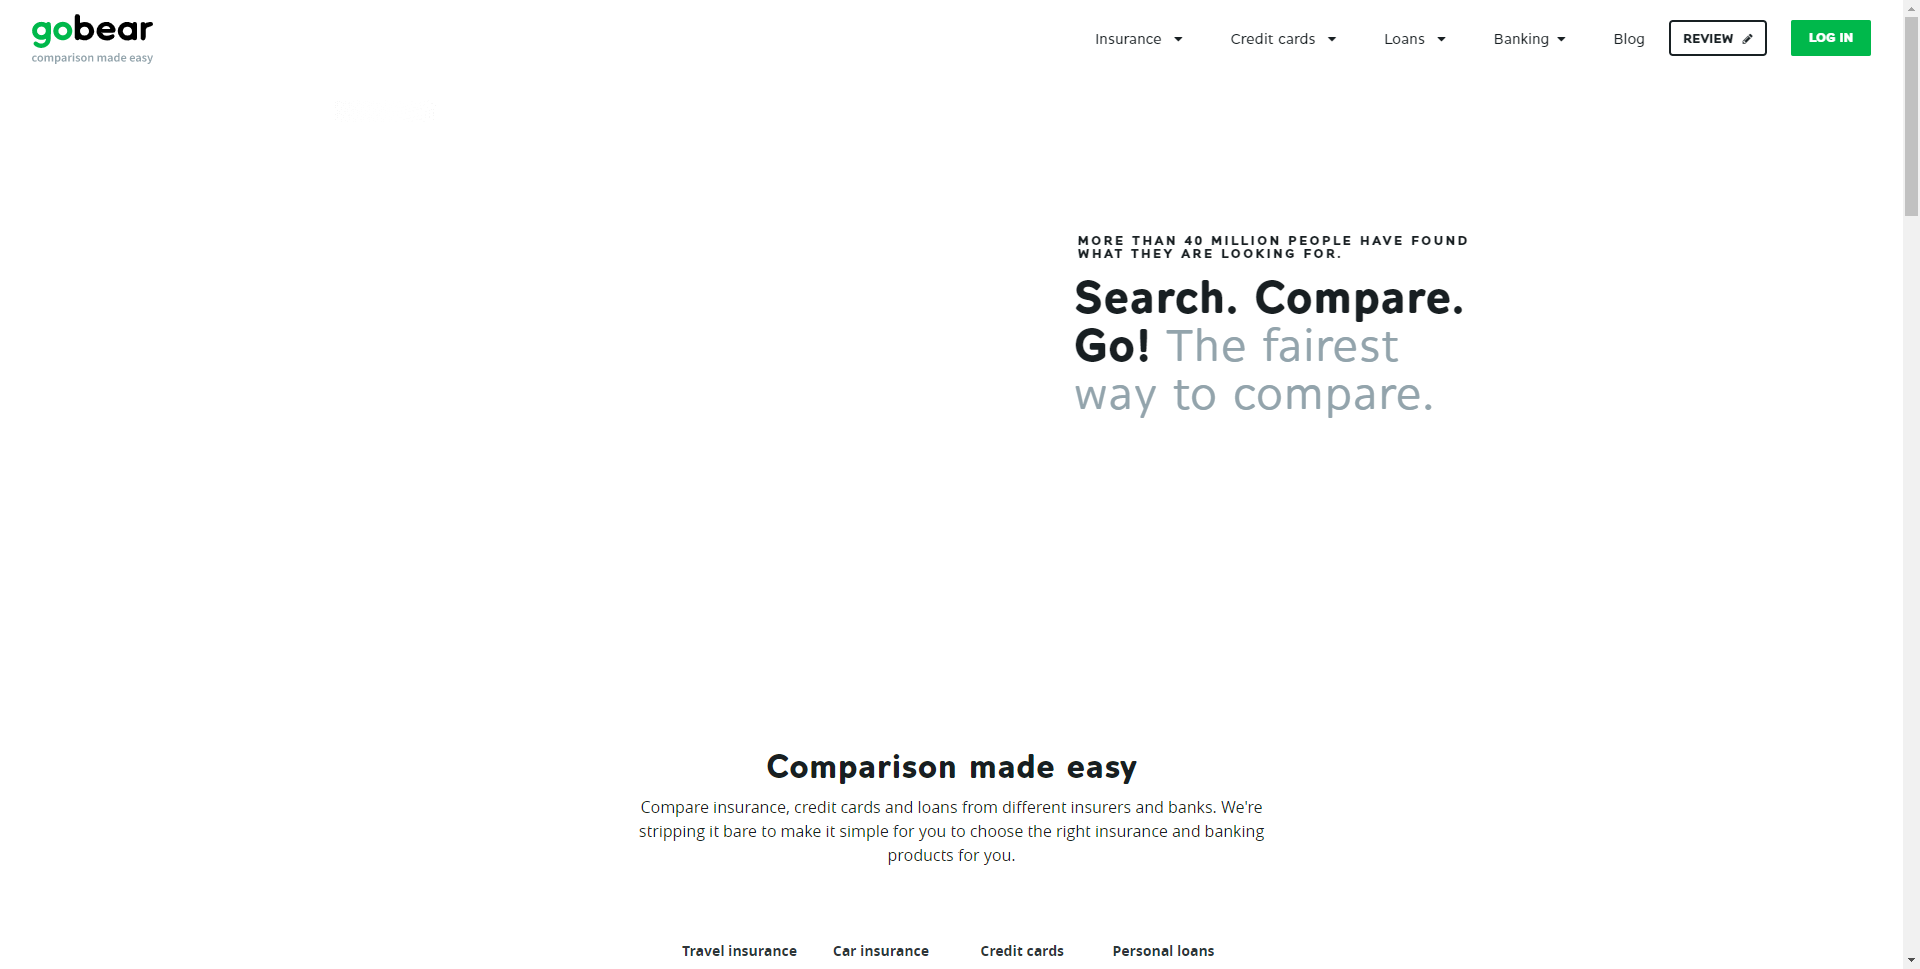 gobear
comparison made easy
Insurance
Credit cards
Loans
Banking
Blog
REVIEW
LOG IN
MORE THAN 40 MILLION PEOPLE HAVE FOUND
WHAT THEY ARE LOOKING FOR.
Search. Compare.
Go! The fairest
way to compare.
Comparison made easy
Compare insurance, credit cards and loans from different insurers and banks. We're
stripping it bare to make it simple for you to choose the right insurance and banking
products for you.
Travel insurance
Car insurance
Credit cards
Personal loans